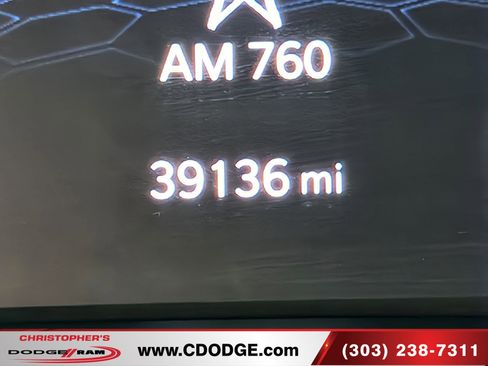 AM 760
39136 mi
CHRISTOPHER'S
DODGE RAM
www.CDODGE.com
(303) 238-7311